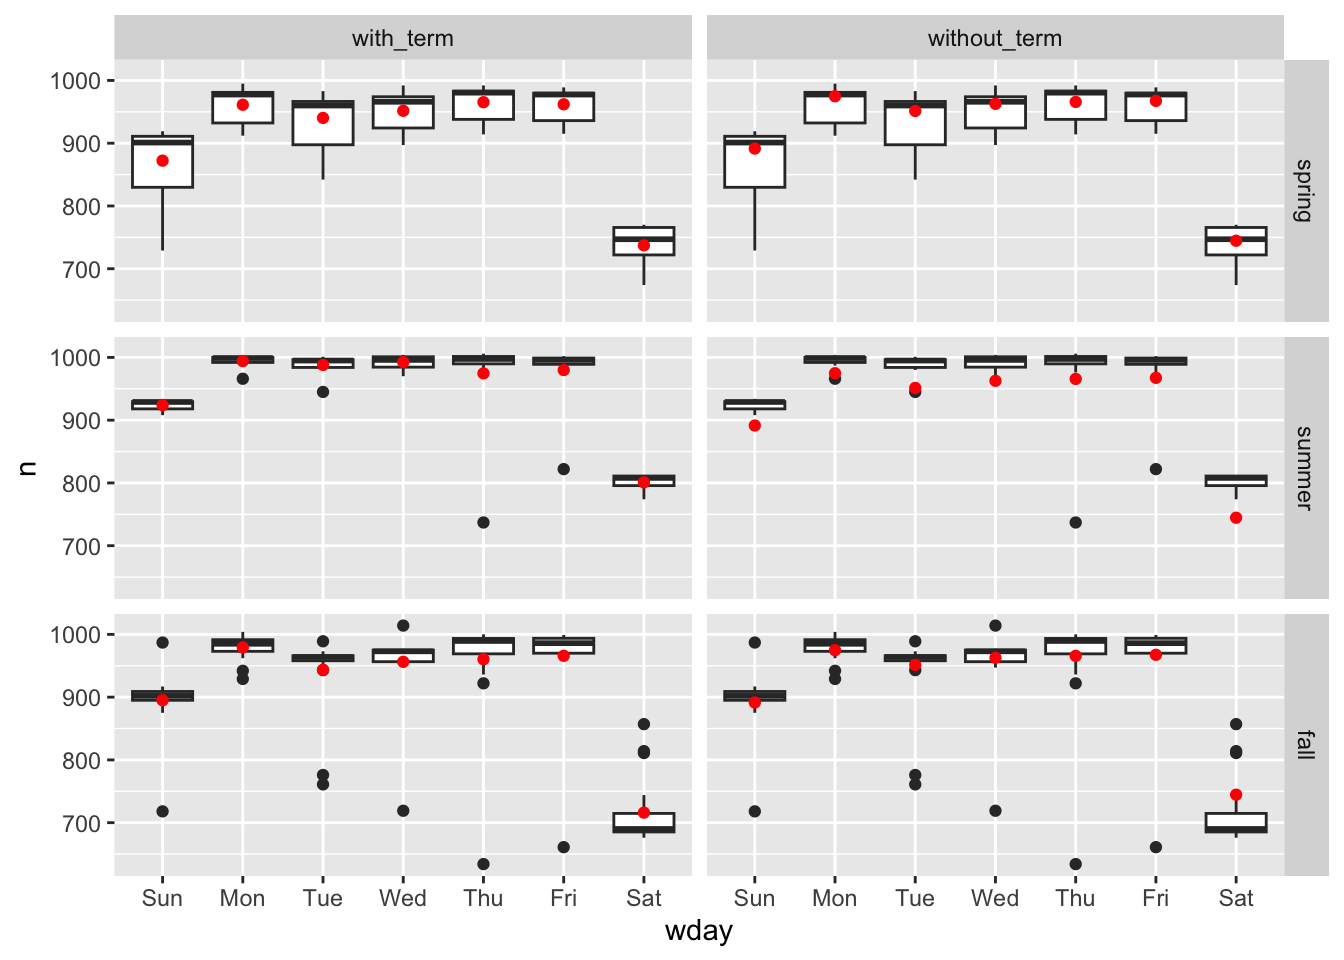 with_term without_term
1000
900
800
700
spring
1000
900
800
700
summer
n
1000
900
800
700
fall
Sun Mon Tue Wed Thu Fri Sat Sun Mon Tue Wed Thu Fri Sat
wday